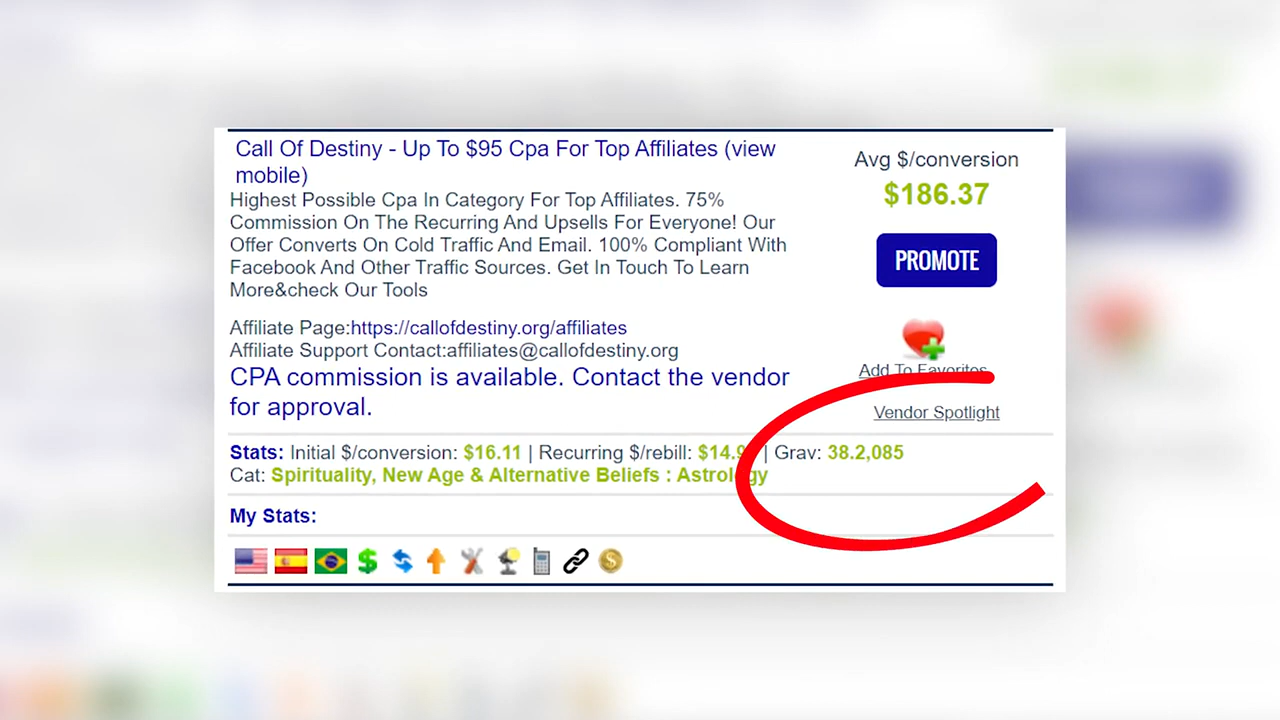 Call Of Destiny - Up To $95 Cpa For Top Affiliates (view
mobile)
Highest Possible Cpa In Category For Top Affiliates. 75%
Commission On The Recurring And Upsells For Everyone! Our
Offer Converts On Cold Traffic And Email. 100% Compliant With
Facebook And Other Traffic Sources. Get In Touch To Learn
More&check Our Tools
Affiliate Page:https://callofdestiny.org/affiliates
Affiliate Support Contact:affiliates@callofdestiny.org
CPA commission is available. Contact the vendor
for approval.
Avg $/conversion
$186.37
PROMOTE
Add To Favorites
Vendor Spotlight
Stats: Initial $/conversion: $16.11 | Recurring $/rebill: | Grav: 38.2,085
Cat: Spirituality, New Age & Alternative Beliefs : Astrology
My Stats: